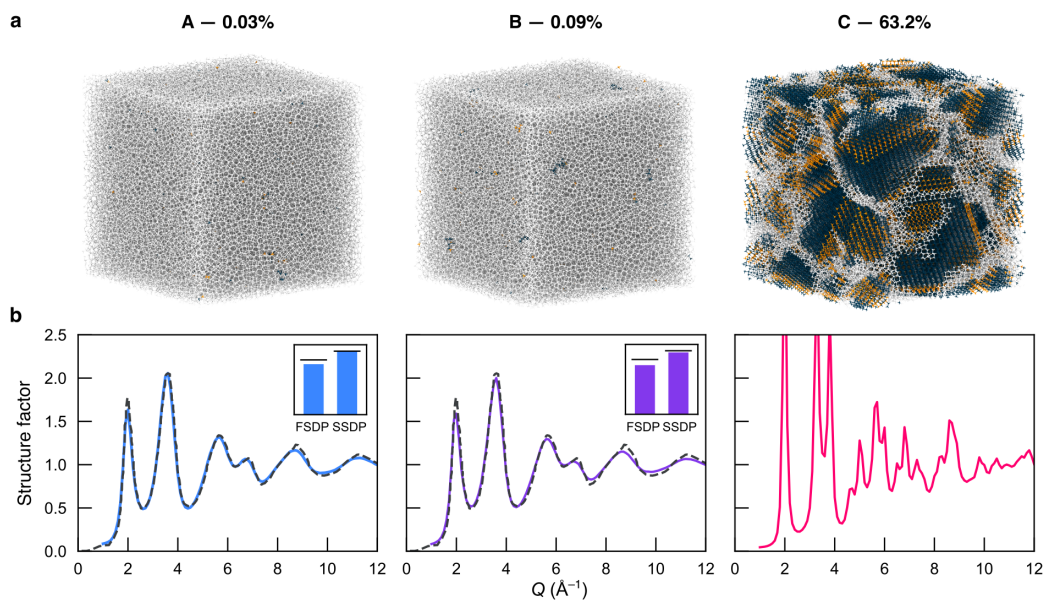 a
A — 0.03%
B — 0.09%
C — 63.2%
b
Structure factor
2.5
2.0
1.5
1.0
0.5
0.0
FSDP SSDP
0 2 4 6 8 10 12
FSDP SSDP
0 2 4 6 8 10 12
0 2 4 6 8 10 12
Q (Å⁻¹)